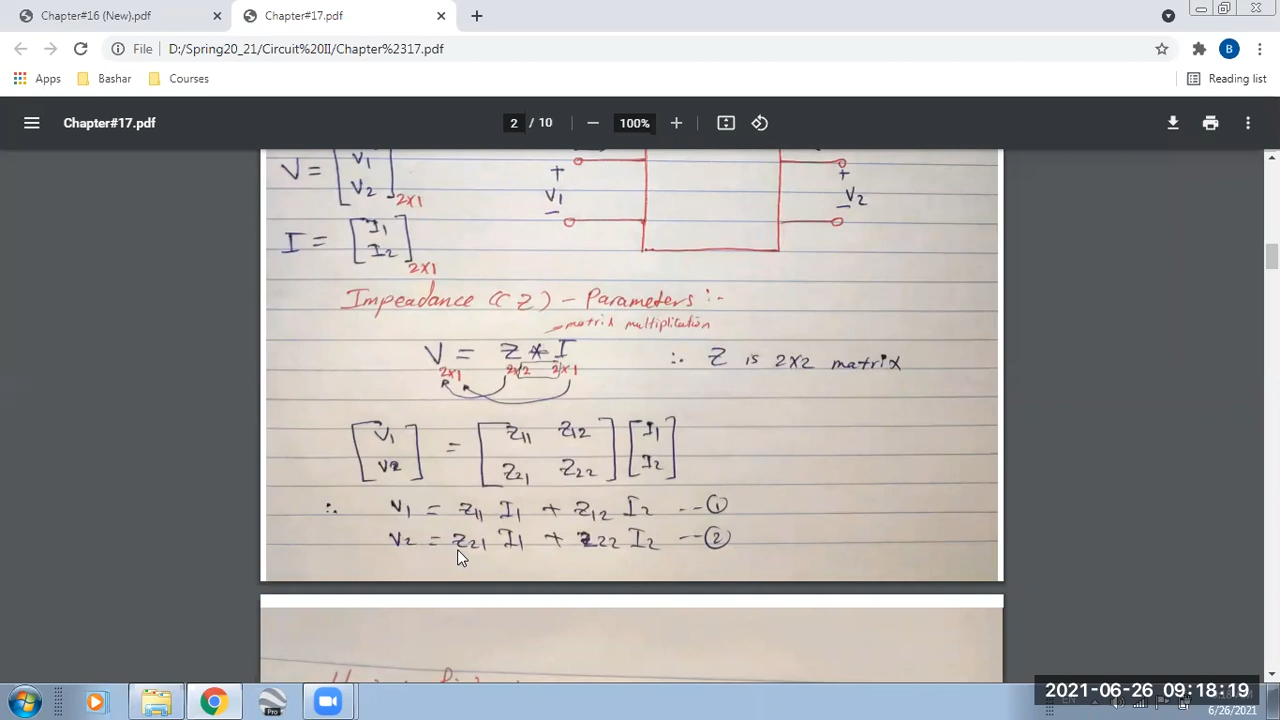 Chapter#16 (New).pdf
Chapter#17.pdf
File D:/Spring20_21/Circuit%20II/Chapter%2317.pdf
B
Apps Bashar Courses Reading list
Chapter#17.pdf 2 / 10 100%
V = [ V1
V2 ] 2x1
+ V1 -
+ V2 -
I = [ I1
I2 ] 2x1
Impeadance (( Z ) - Parameters :-
matrix multiplication
V = Z * I ∴ Z is 2x2 matrix
2x1 2x2 2x1
[ V1 = [ Z11 Z12 [ I1
V2 ] Z21 Z22 ] I2 ]
∴ V1 = Z11 I1 + Z12 I2 --①
V2 = Z21 I1 + Z22 I2 --②
Pro
2021-06-26 09:18:19
6/26/2021